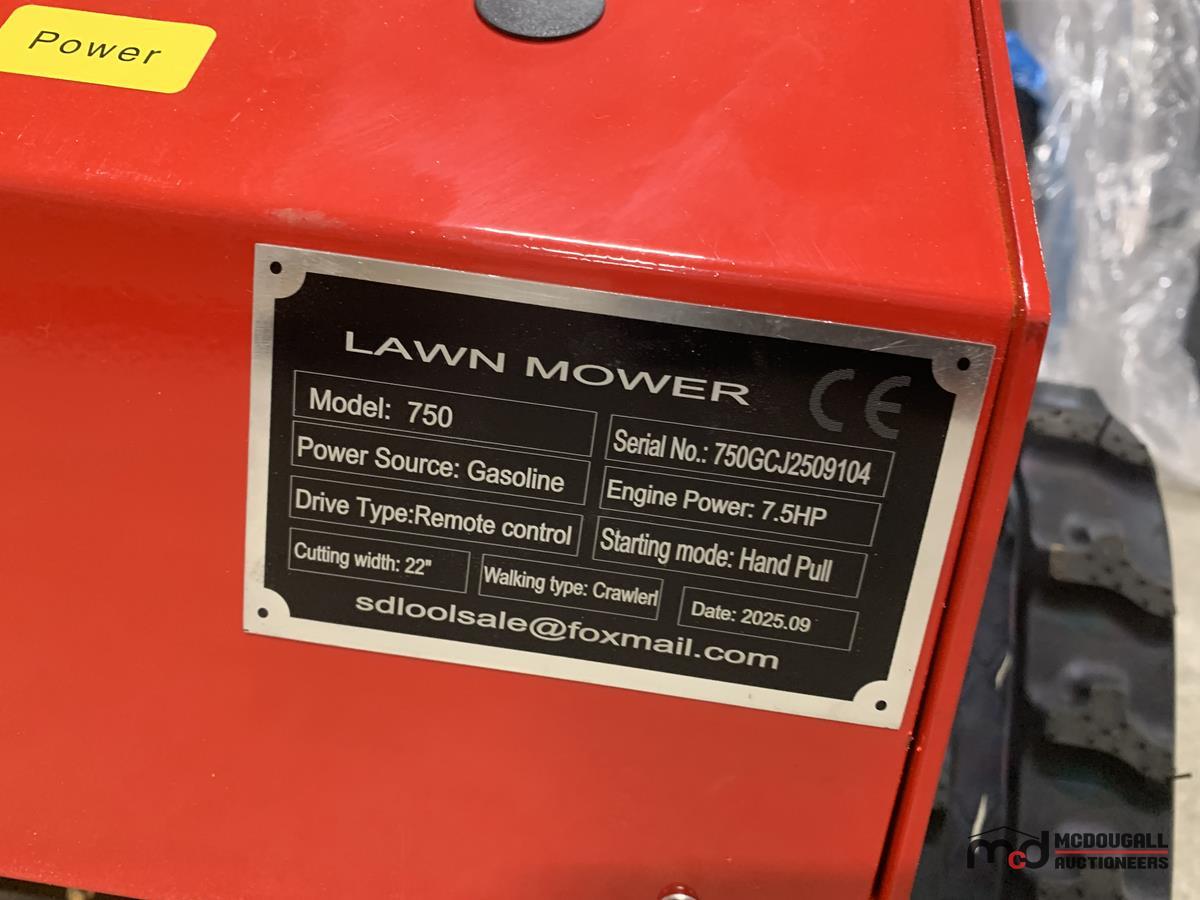 Power
LAWN MOWER
CE
Model: 750
Serial No.: 750GCJ2509104
Power Source: Gasoline
Engine Power: 7.5HP
Drive Type:Remote control
Starting mode: Hand Pull
Cutting width: 22"
Walking type: Crawlerl
Date: 2025.09
sdloolsale@foxmail.com
mcd
MCDOUGALL
AUCTIONEERS